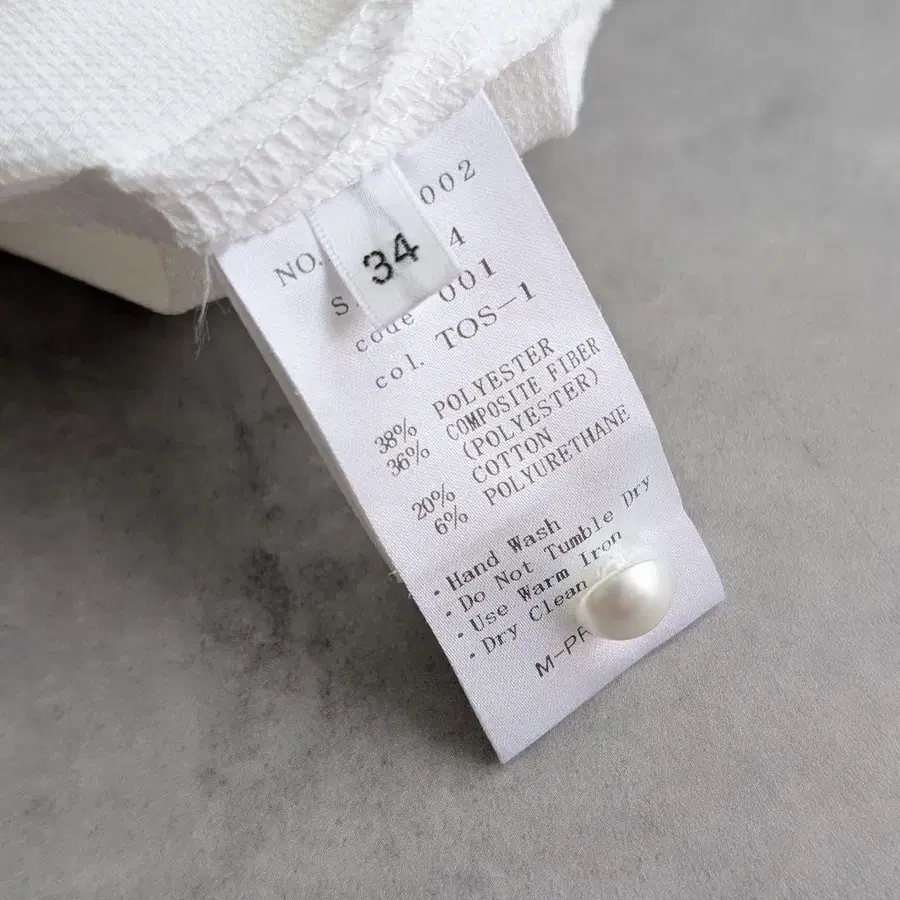 NO. 002
34
S 4
code 001
col. TOS-1
38% POLYESTER
36% COMPOSITE FIBER
(POLYESTER)
20% COTTON
6% POLYURETHANE
·Hand Wash
·Do Not Tumble Dry
·Use Warm Iron
·Dry Clean